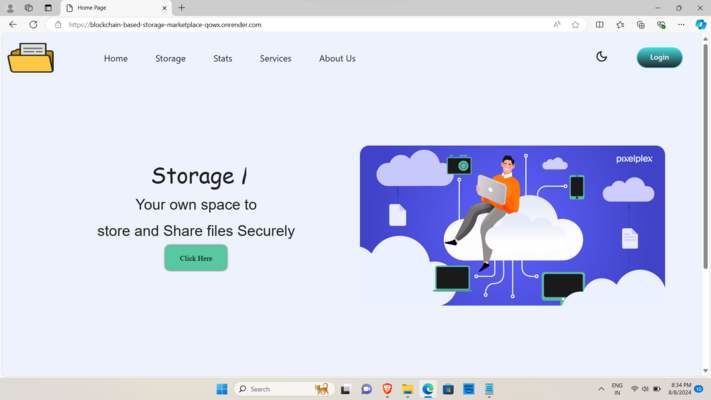 Home Page
https://blockchain-based-storage-marketplace-qowx.onrender.com
Home
Storage
Stats
Services
About Us
Login
Storage
Your own space to
store and Share files Securely
Click Here
pixelplex
Search
ENG
IN
8:34 PM
8/8/2024